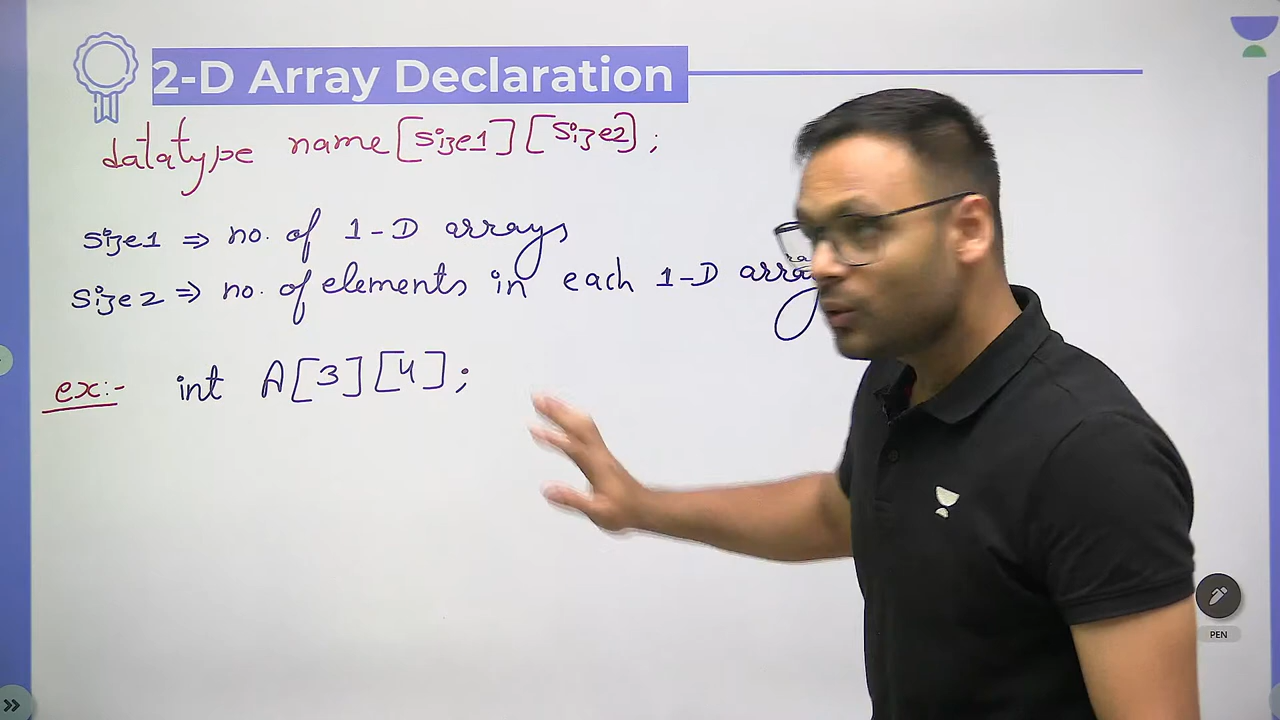 2-D Array Declaration
datatype name[size1][size2];
size1 ⇒ no. of 1-D arrays
size2 ⇒ no. of elements in each 1-D array
ex:- int A[3][4];
PEN